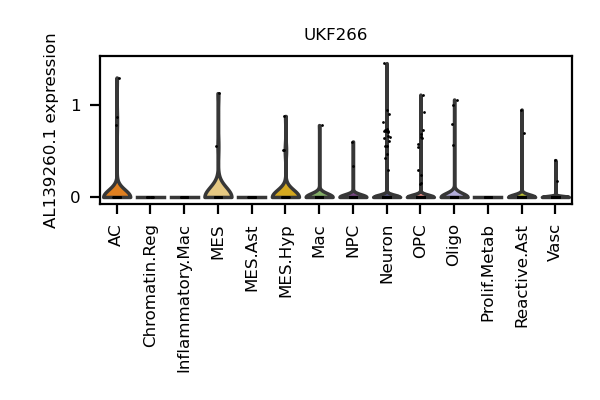 UKF266
AL139260.1 expression
1
0
AC
Chromatin.Reg
Inflammatory.Mac
MES
MES.Ast
MES.Hyp
Mac
NPC
Neuron
OPC
Oligo
Prolif.Metab
Reactive.Ast
Vasc